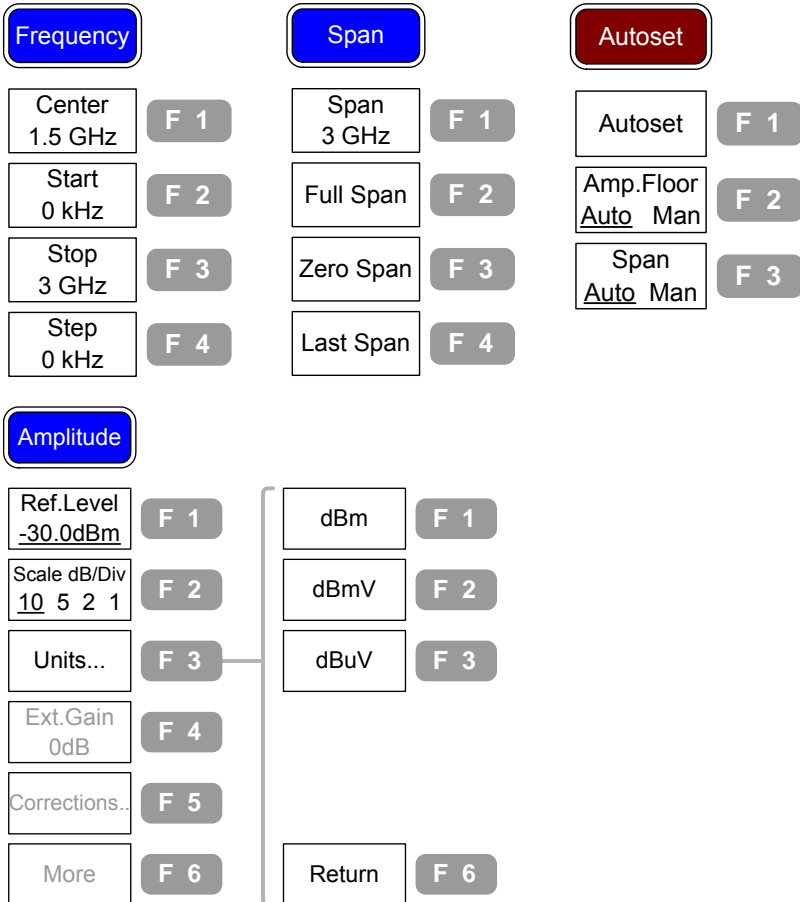 Frequency
Center
1.5 GHz
F 1
Start
0 kHz
F 2
Stop
3 GHz
F 3
Step
0 kHz
F 4
Span
Span
3 GHz
F 1
Full Span
F 2
Zero Span
F 3
Last Span
F 4
Autoset
Autoset
F 1
Amp.Floor
Auto Man
F 2
Span
Auto Man
F 3
Amplitude
Ref.Level
-30.0dBm
F 1
Scale dB/Div
10 5 2 1
F 2
Units...
F 3
Ext.Gain
0dB
F 4
Corrections..
F 5
More
F 6
dBm
F 1
dBmV
F 2
dBuV
F 3
Return
F 6